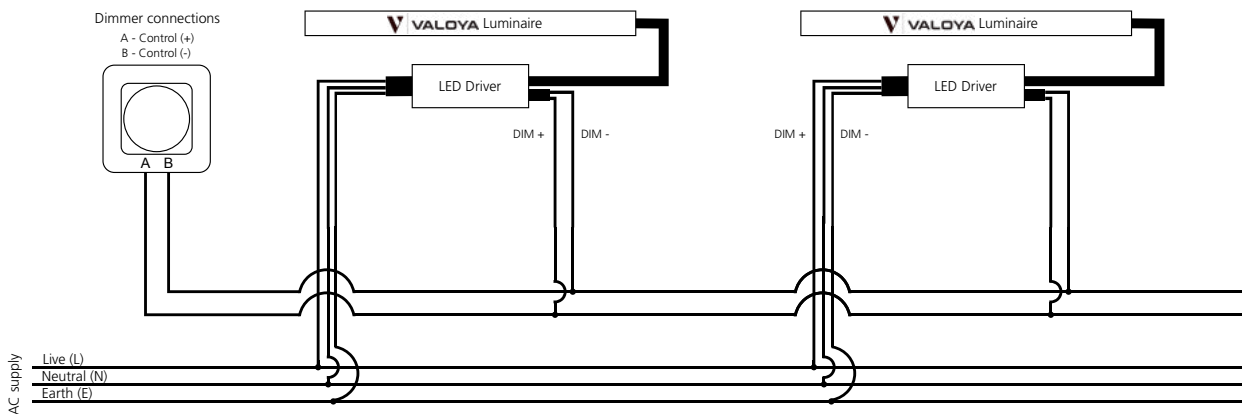 Dimmer connections
A - Control (+)
B - Control (-)
A B
VALOYA Luminaire
LED Driver
DIM + DIM -
VALOYA Luminaire
LED Driver
DIM + DIM -
AC supply
Live (L)
Neutral (N)
Earth (E)